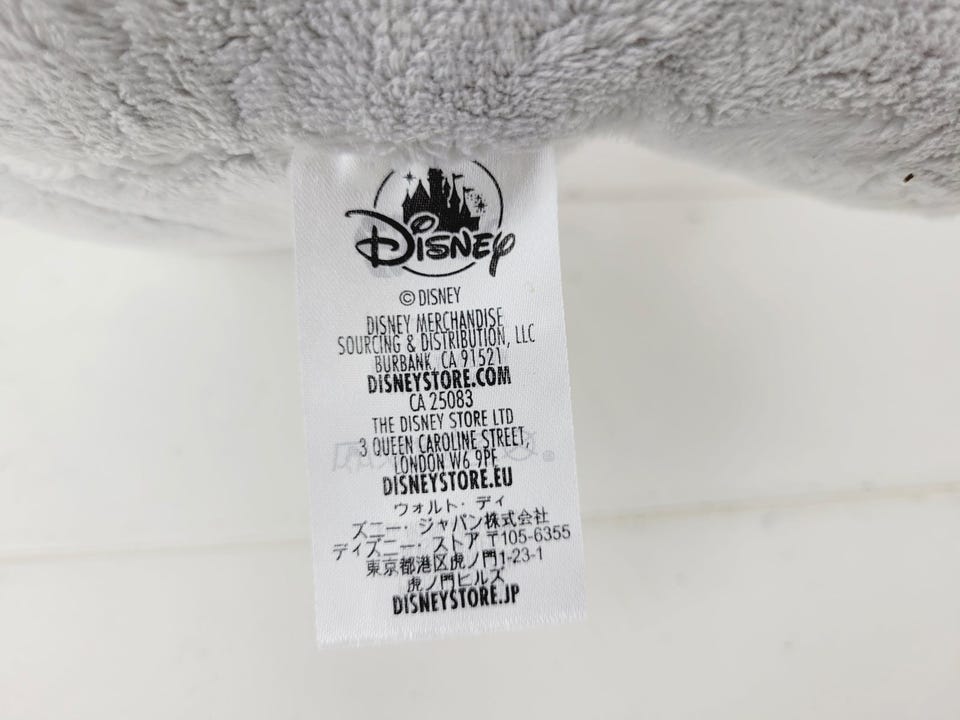 Disney
© DISNEY
DISNEY MERCHANDISE
SOURCING & DISTRIBUTION, LLC
BURBANK, CA 91521
DISNEYSTORE.COM
CA 25083
THE DISNEY STORE LTD
3 QUEEN CAROLINE STREET,
LONDON W6 9PE
DISNEYSTORE.EU
ウォルト・ディ
ズニー・ジャパン株式会社
ディズニー・ストア 〒105-6355
東京都港区虎ノ門1-23-1
虎ノ門ヒルズ
DISNEYSTORE.JP